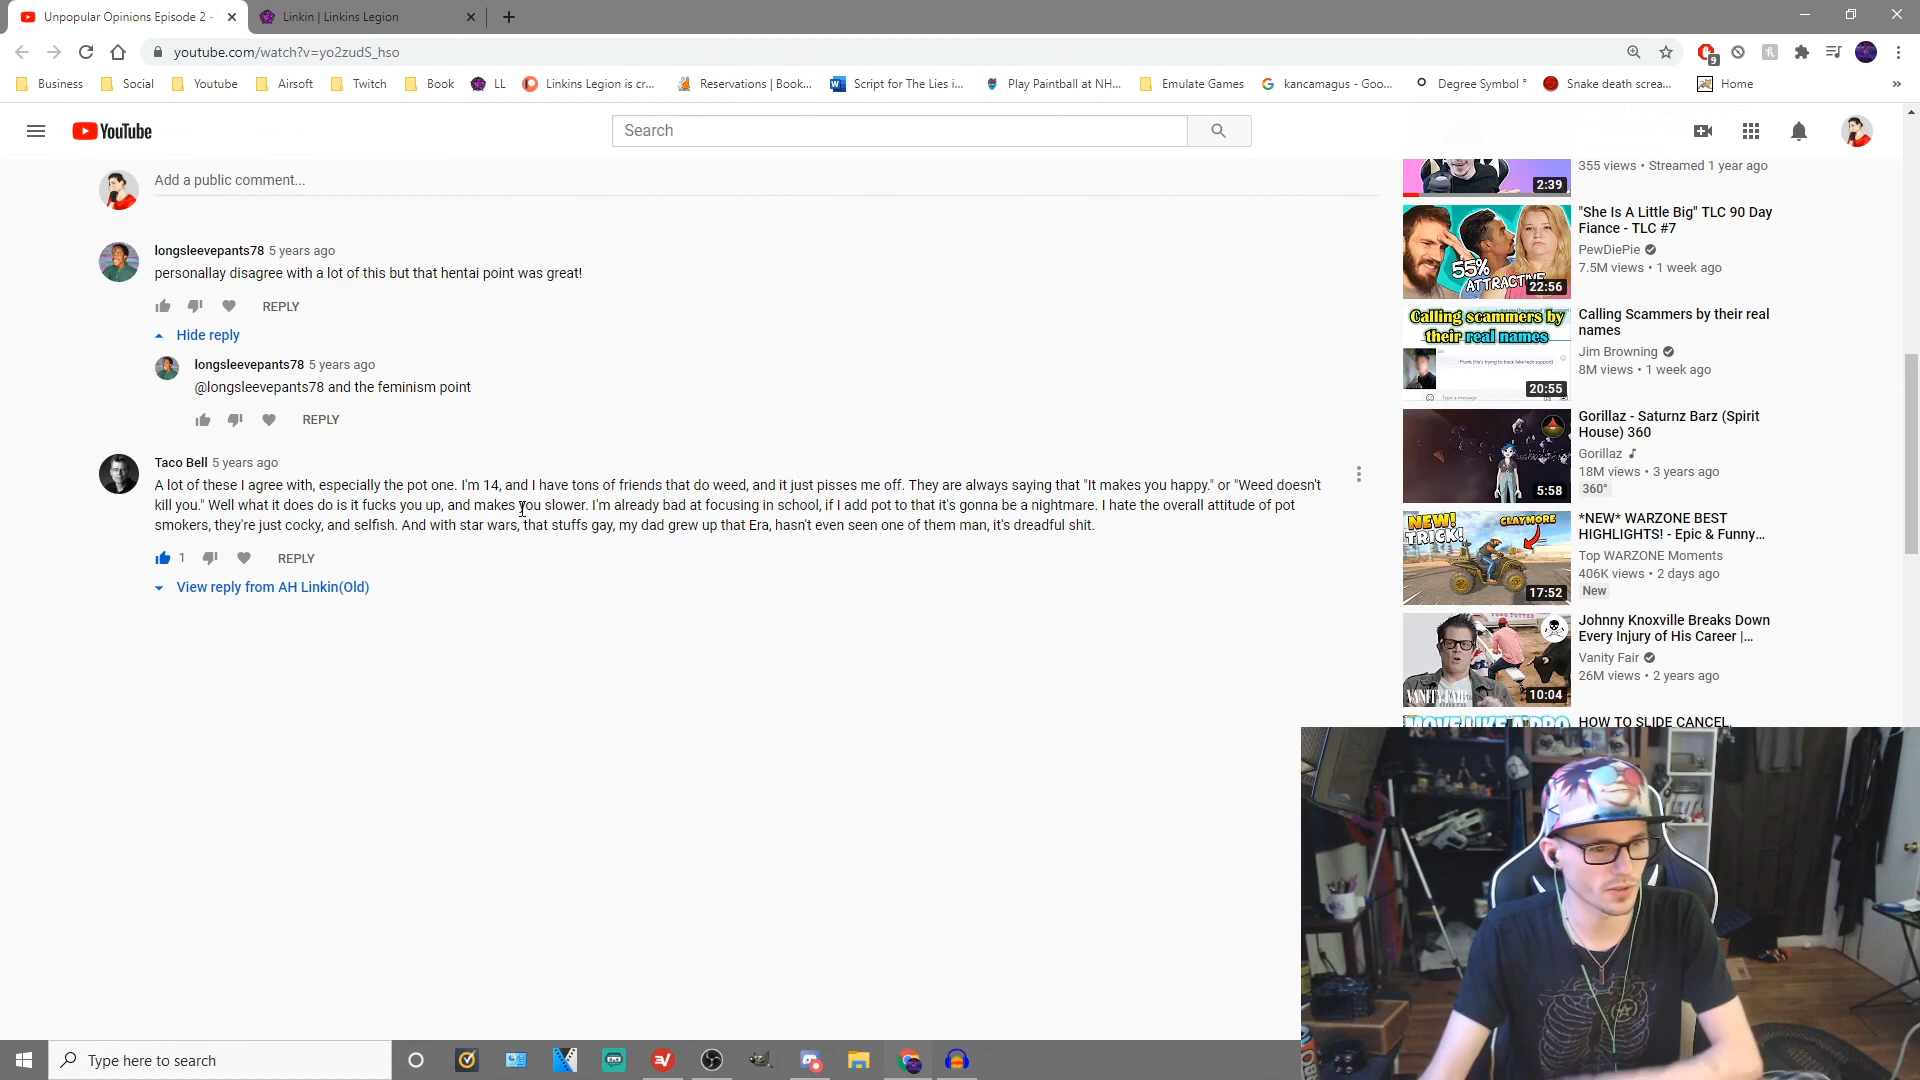 Unpopular Opinions Episode 2 -
Linkin | Linkins Legion
youtube.com/watch?v=yo2zudS_hso
9
Business
Social
Youtube
Airsoft
Twitch
Book
LL
Linkins Legion is cr...
Reservations | Book...
Script for The Lies i...
Play Paintball at NH...
Emulate Games
kancamagus - Goo...
Degree Symbol °
Snake death screa...
Home
»
YouTube
Search
Add a public comment...
longsleevepants78 5 years ago
personallay disagree with a lot of this but that hentai point was great!
REPLY
Hide reply
longsleevepants78 5 years ago
@longsleevepants78 and the feminism point
REPLY
Taco Bell 5 years ago
A lot of these I agree with, especially the pot one. I'm 14, and I have tons of friends that do weed, and it just pisses me off. They are always saying that "It makes you happy." or "Weed doesn't
kill you." Well what it does do is it fucks you up, and makes you slower. I'm already bad at focusing in school, if I add pot to that it's gonna be a nightmare. I hate the overall attitude of pot
smokers, they're just cocky, and selfish. And with star wars, that stuffs gay, my dad grew up that Era, hasn't even seen one of them man, it's dreadful shit.
1
REPLY
View reply from AH Linkin(Old)
2:39
355 views • Streamed 1 year ago
55%
ATTRACTIVE
22:56
"She Is A Little Big" TLC 90 Day
Fiance - TLC #7
PewDiePie
7.5M views • 1 week ago
Calling scammers by
their real names
20:55
Calling Scammers by their real
names
Jim Browning
8M views • 1 week ago
5:58
Gorillaz - Saturnz Barz (Spirit
House) 360
Gorillaz
18M views • 3 years ago
360°
NEW!
TRICK!
CLAYMORE
17:52
*NEW* WARZONE BEST
HIGHLIGHTS! - Epic & Funny...
Top WARZONE Moments
406K views • 2 days ago
New
VANITY FAIR
10:04
Johnny Knoxville Breaks Down
Every Injury of His Career |...
Vanity Fair
26M views • 2 years ago
MOVE LIKE A PRO
HOW TO SLIDE CANCEL.
Type here to search